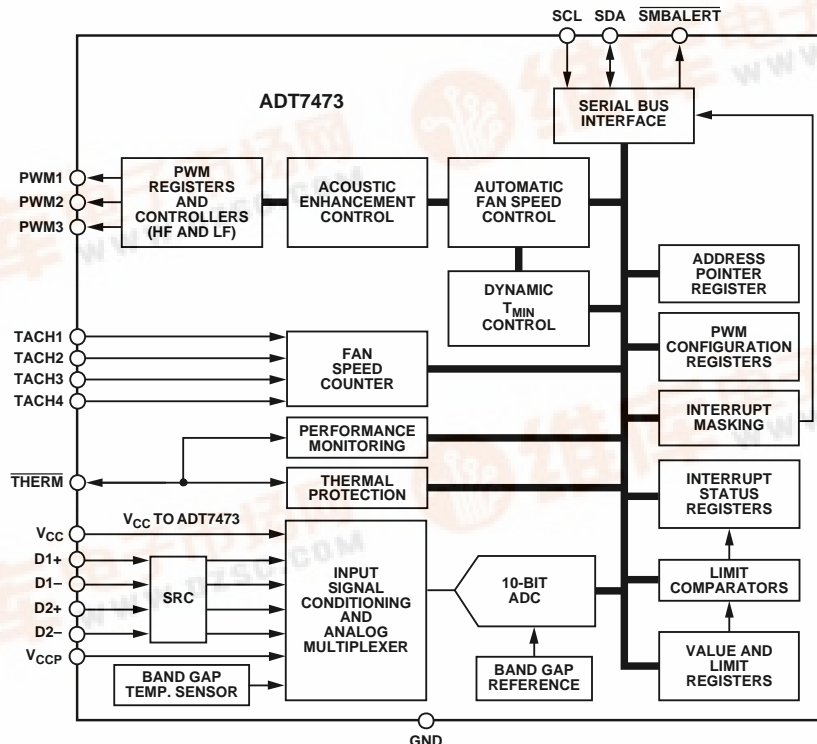 SCL SDA SMBALERT
ADT7473
SERIAL BUS
INTERFACE
PWM1
PWM2
PWM3
PWM
REGISTERS
AND
CONTROLLERS
(HF AND LF)
ACOUSTIC
ENHANCEMENT
CONTROL
AUTOMATIC
FAN SPEED
CONTROL
DYNAMIC
TMIN
CONTROL
ADDRESS
POINTER
REGISTER
TACH1
TACH2
TACH3
TACH4
FAN
SPEED
COUNTER
PWM
CONFIGURATION
REGISTERS
INTERRUPT
MASKING
PERFORMANCE
MONITORING
THERM
THERMAL
PROTECTION
INTERRUPT
STATUS
REGISTERS
VCC
VCC TO ADT7473
D1+
D1–
D2+
D2–
VCCP
SRC
INPUT
SIGNAL
CONDITIONING
AND
ANALOG
MULTIPLEXER
10-BIT
ADC
LIMIT
COMPARATORS
BAND GAP
TEMP. SENSOR
BAND GAP
REFERENCE
VALUE AND
LIMIT
REGISTERS
GND
WWW.DZSC.COM